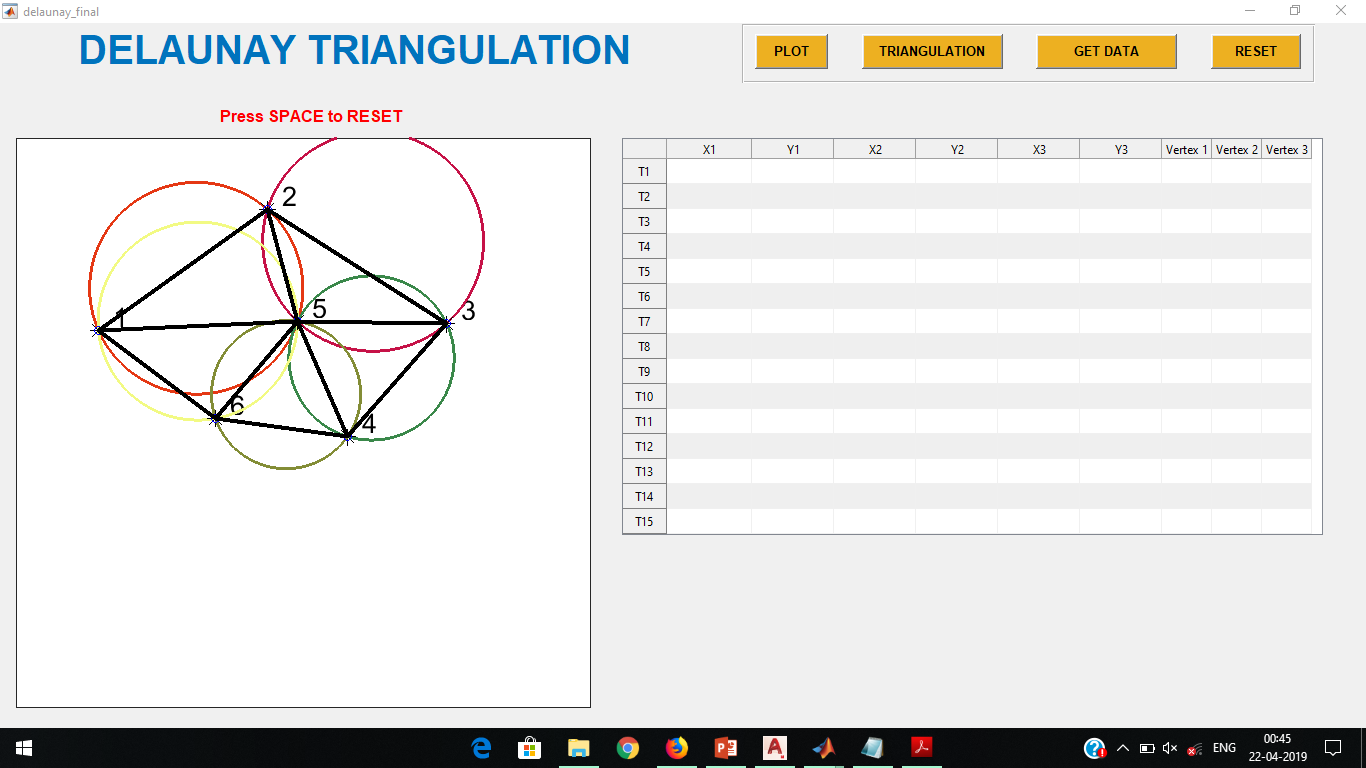 delaunay_final
DELAUNAY TRIANGULATION
PLOT TRIANGULATION GET DATA RESET
Press SPACE to RESET
2
1
5
3
6
4
X1 Y1 X2 Y2 X3 Y3 Vertex 1 Vertex 2 Vertex 3
T1
T2
T3
T4
T5
T6
T7
T8
T9
T10
T11
T12
T13
T14
T15
ENG
00:45
22-04-2019